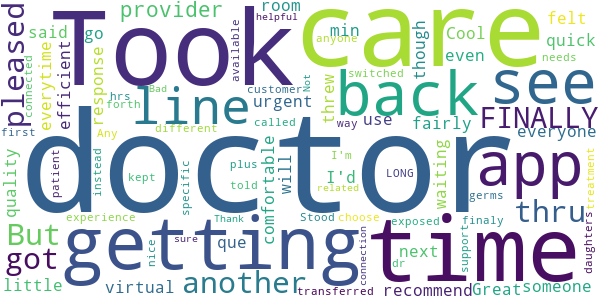 Took
care
doctor
getting
time
app
back
see
line
another
But
got
thru
FINALLY
pleased
connected
everytime
efficient
provider
said
go
response
hrs
forth
first
Bad
Any
room
helpful
anyone
available
customer
urgent
called
different
min
Cool
switched
use
way
threw
though
even
needs
felt
quick
Not
fairly
everyone
quality
patient
instead
kept
specific
plus
told
comfortable
will
I'd
I'm
related
LONG
waiting
exposed
germs
treatment
experience
Thank
Stood
choose
next
finaly
support
daughters
little
virtual
nice
sure
que
transferred
connection
dr
recommend
Great
someone